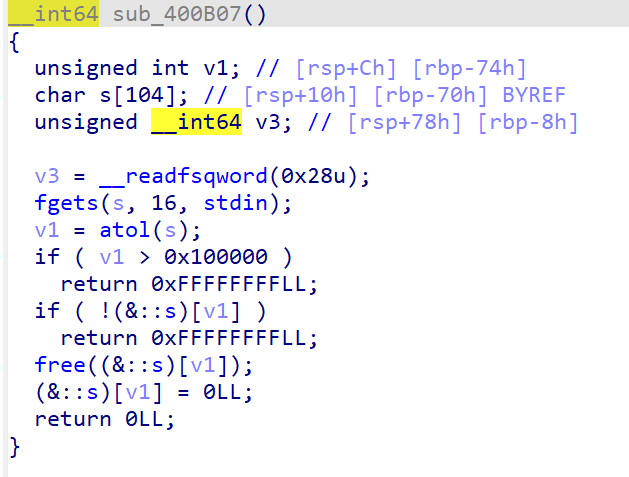 __int64 sub_400B07()
{
unsigned int v1; // [rsp+Ch] [rbp-74h]
char s[104]; // [rsp+10h] [rbp-70h] BYREF
unsigned __int64 v3; // [rsp+78h] [rbp-8h]
v3 = __readfsqword(0x28u);
fgets(s, 16, stdin);
v1 = atol(s);
if ( v1 > 0x100000 )
return 0xFFFFFFFFLL;
if ( !(&::s)[v1] )
return 0xFFFFFFFFLL;
free((&::s)[v1]);
(&::s)[v1] = 0LL;
return 0LL;
}